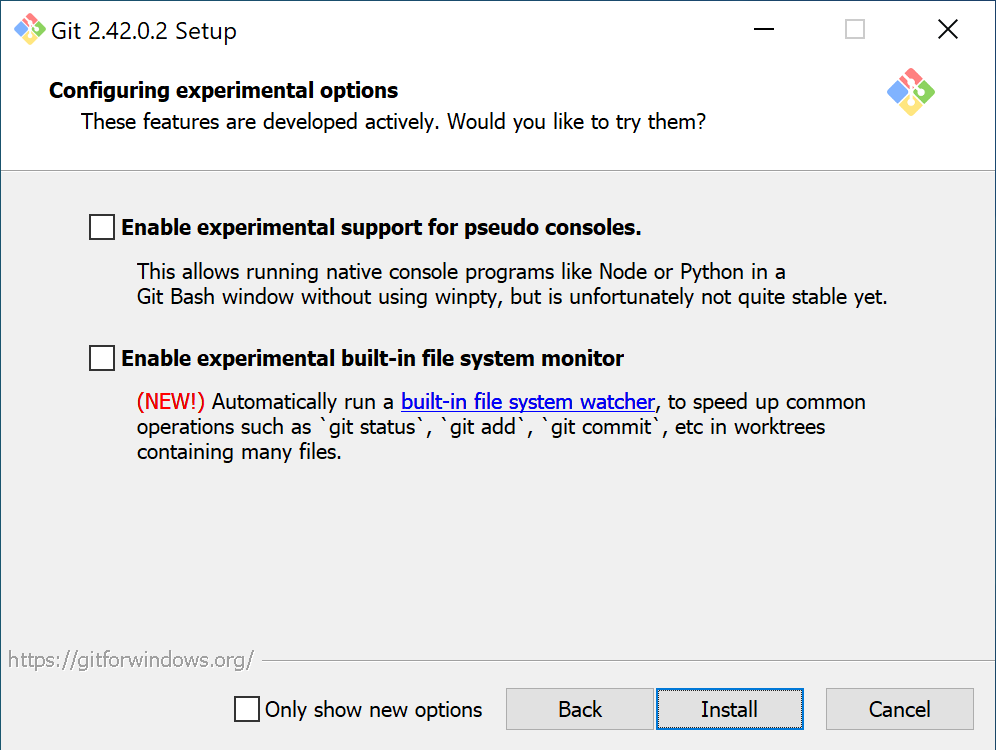 Git 2.42.0.2 Setup
Configuring experimental options
These features are developed actively. Would you like to try them?
Enable experimental support for pseudo consoles.
This allows running native console programs like Node or Python in a
Git Bash window without using winpty, but is unfortunately not quite stable yet.
Enable experimental built-in file system monitor
(NEW!) Automatically run a built-in file system watcher, to speed up common
operations such as `git status`, `git add`, `git commit`, etc in worktrees
containing many files.
https://gitforwindows.org/
Only show new options
Back
Install
Cancel